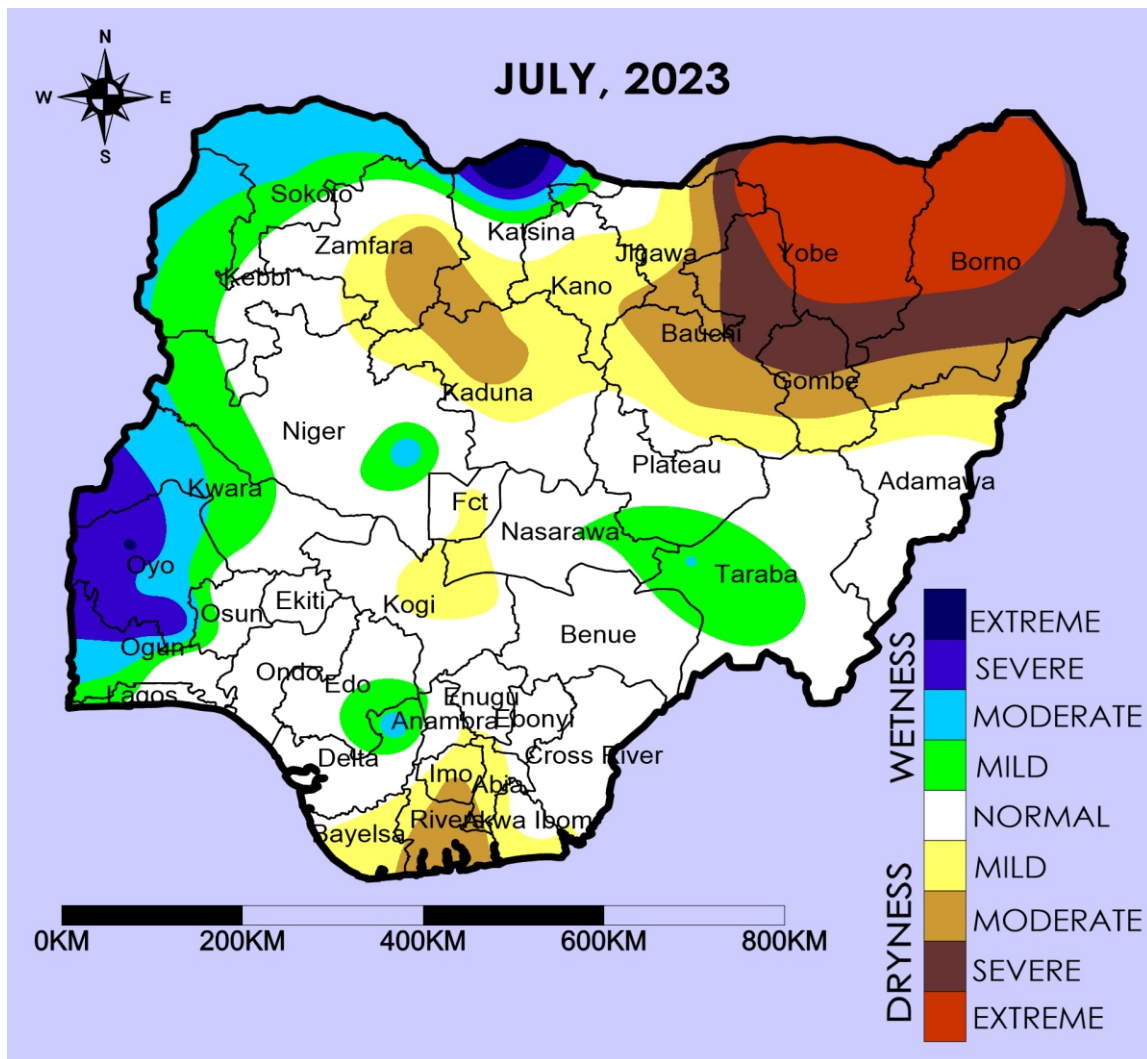 N
W E
S
JULY, 2023
Sokoto
Zamfara
Katsina
Kebbi
Kano
Jigawa
Yobe
Borno
Bauchi
Kaduna
Gombe
Niger
Plateau
Adamawa
Kwara
Fct
Nasarawa
Oyo
Taraba
Osun
Ekiti
Kogi
Benue
Ogun
Ondo
Edo
Lagos
Enugu
Anambra
Ebonyi
Delta
Cross River
Imo
Abia
Bayelsa
Rivers
Akwa Ibom
0KM 200KM 400KM 600KM 800KM
WETNESS
EXTREME
SEVERE
MODERATE
MILD
NORMAL
DRYNESS
MILD
MODERATE
SEVERE
EXTREME